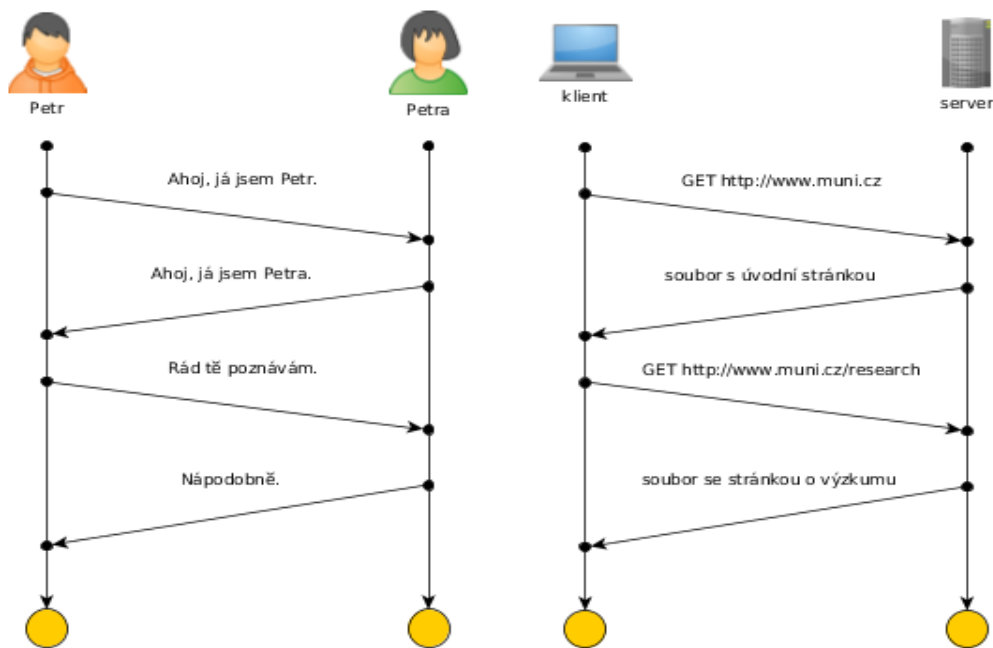 Petr
Petra
klient
server
Ahoj, já jsem Petr.
Ahoj, já jsem Petra.
Rád tě poznávám.
Nápodobně.
GET http://www.muni.cz
soubor s úvodní stránkou
GET http://www.muni.cz/research
soubor se stránkou o výzkumu